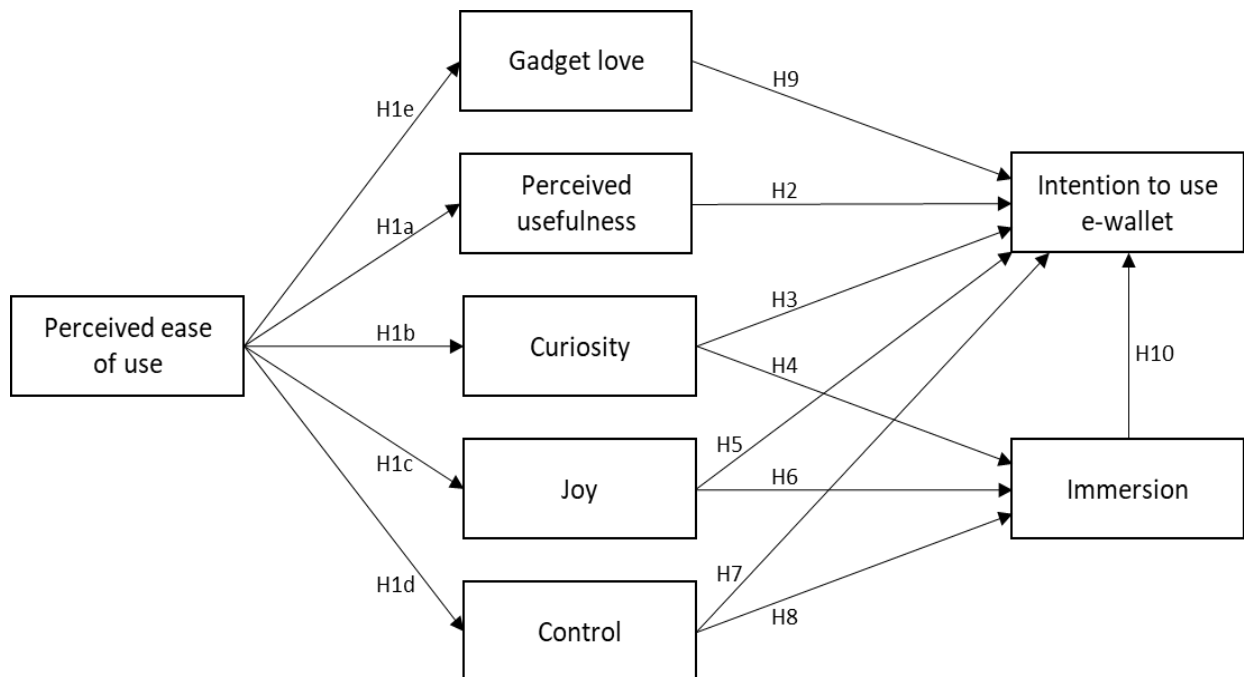 Gadget love
H9
H1e
Perceived
usefulness
H2
Intention to use
e-wallet
H1a
H3
Perceived ease
of use
H1b
Curiosity
H4
H10
H1c
Joy
H5
H6
Immersion
H1d
Control
H7
H8